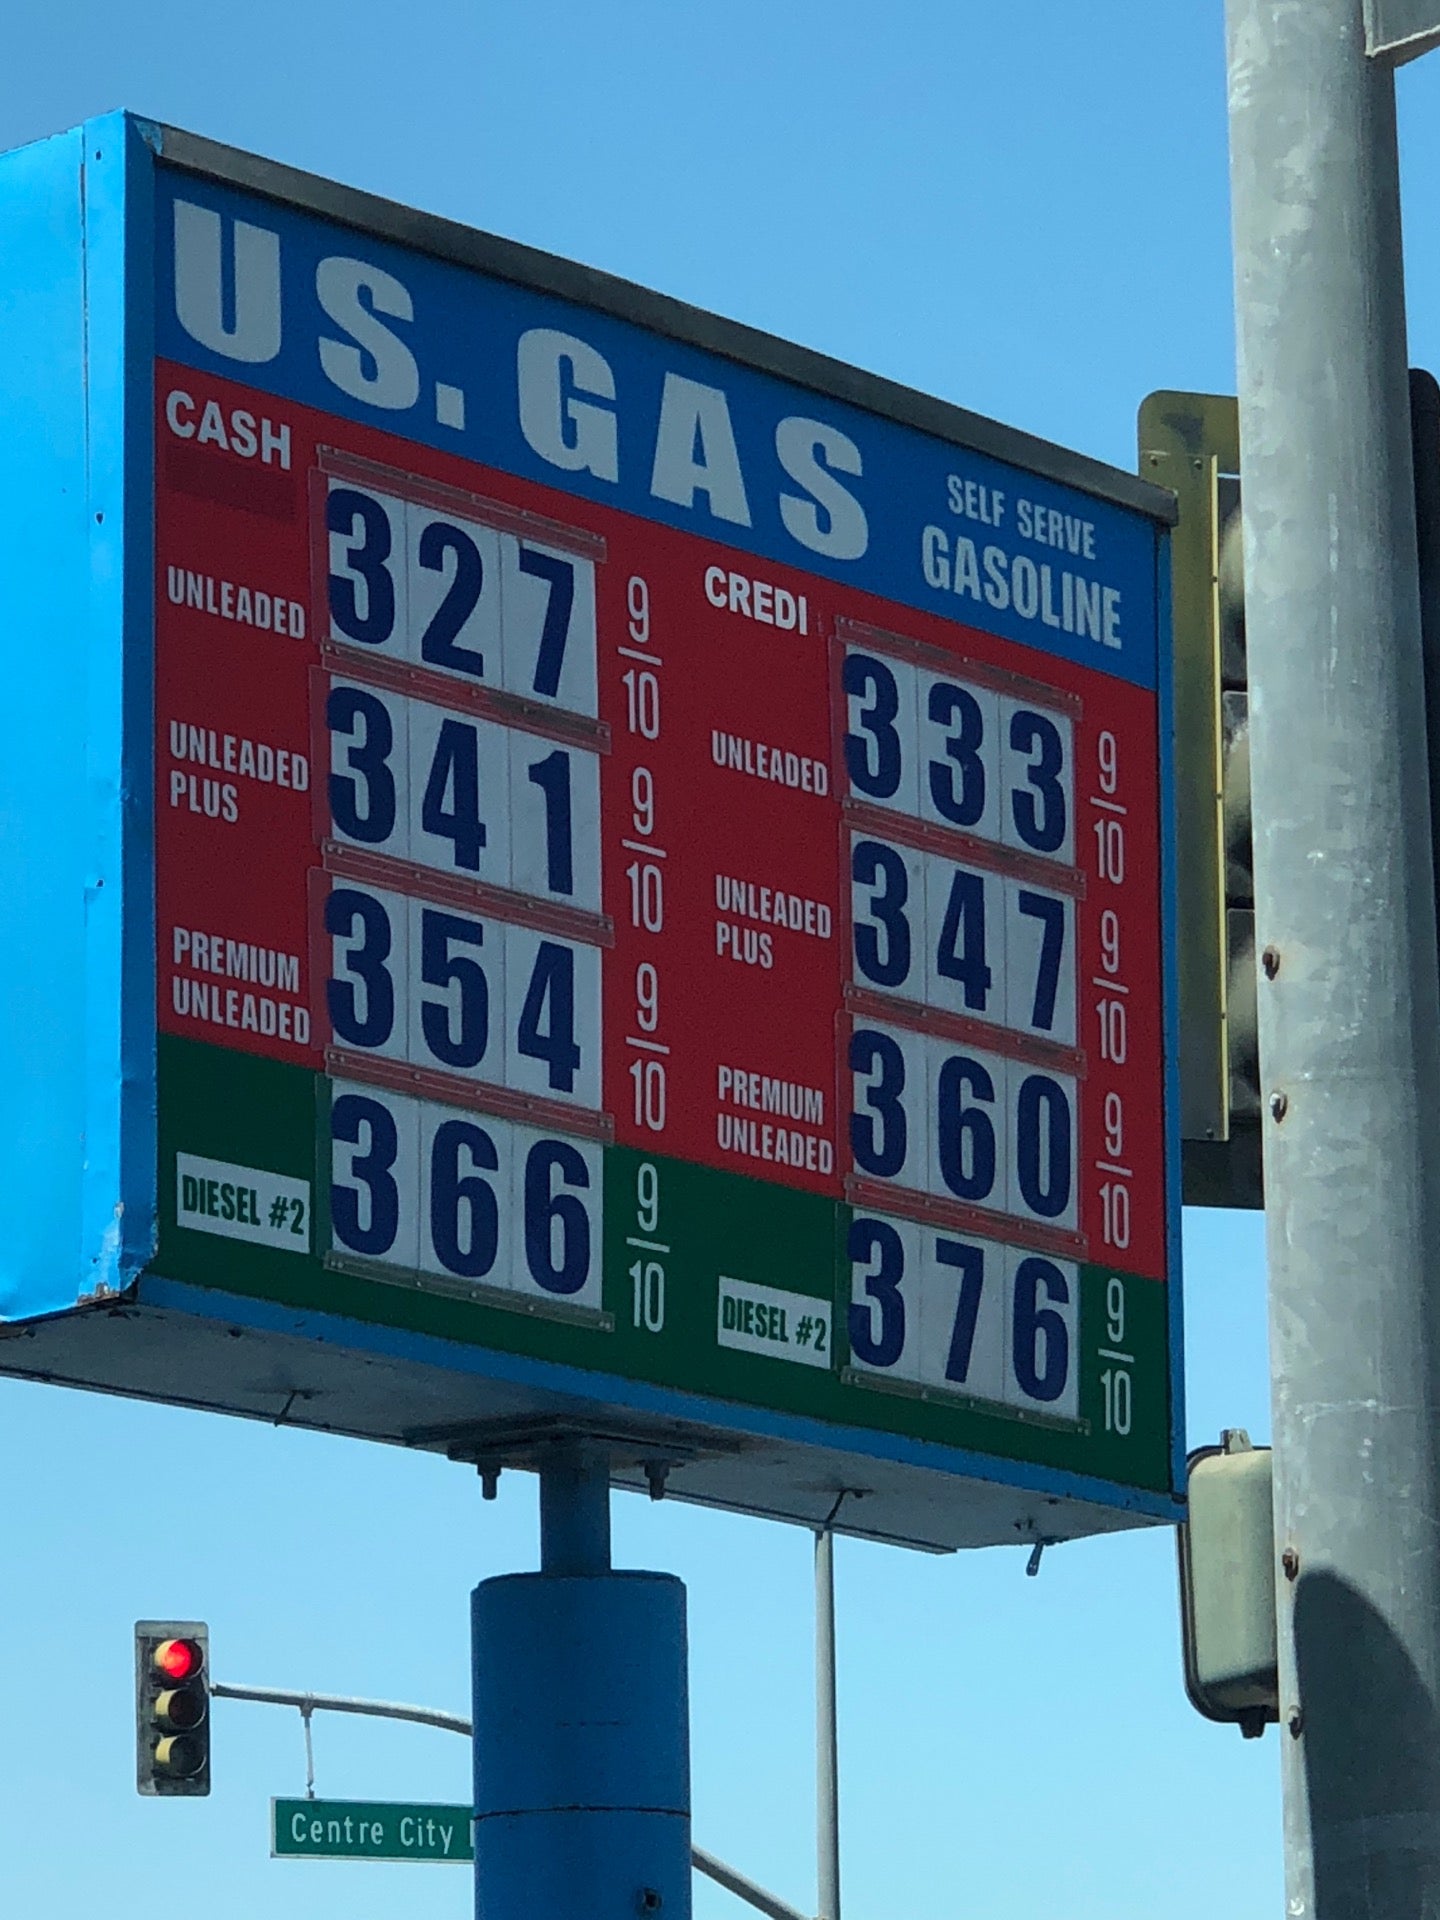 U S. GAS
SELF SERVE
GASOLINE
CASH
UNLEADED
327 9/10
UNLEADED
PLUS
341 9/10
PREMIUM
UNLEADED
354 9/10
DIESEL #2
366 9/10
CREDI
UNLEADED
333 9/10
UNLEADED
PLUS
347 9/10
PREMIUM
UNLEADED
360 9/10
DIESEL #2
376 9/10
Centre City